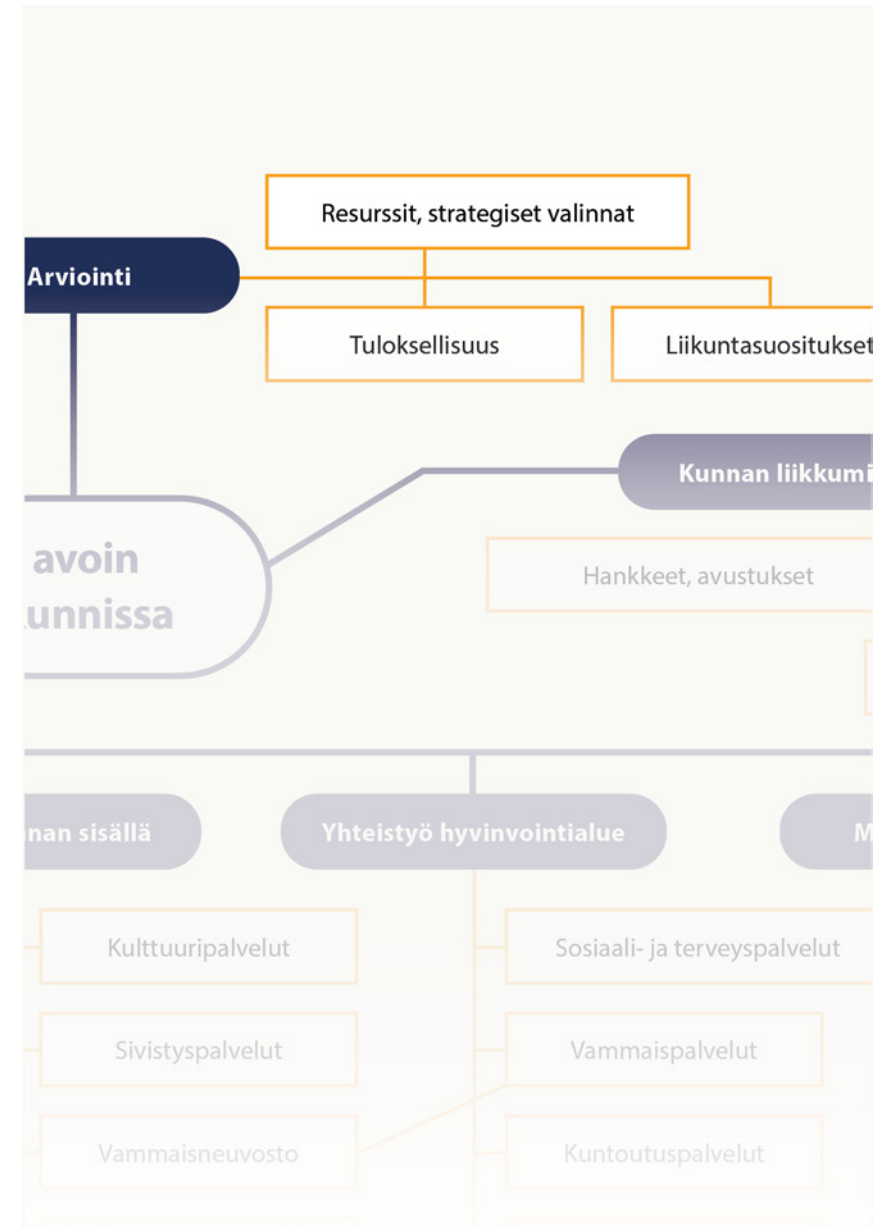 Resurssit, strategiset valinnat
Arviointi
Tuloksellisuus
Liikuntasuositukset
Kunnan liikkumi
avoin
unnissa
Hankkeet, avustukset
nan sisällä
Yhteistyö hyvinvointialue
M
Kulttuuripalvelut
Sosiaali- ja terveyspalvelut
Sivistyspalvelut
Vammaispalvelut
Vammaisneuvosto
Kuntoutuspalvelut